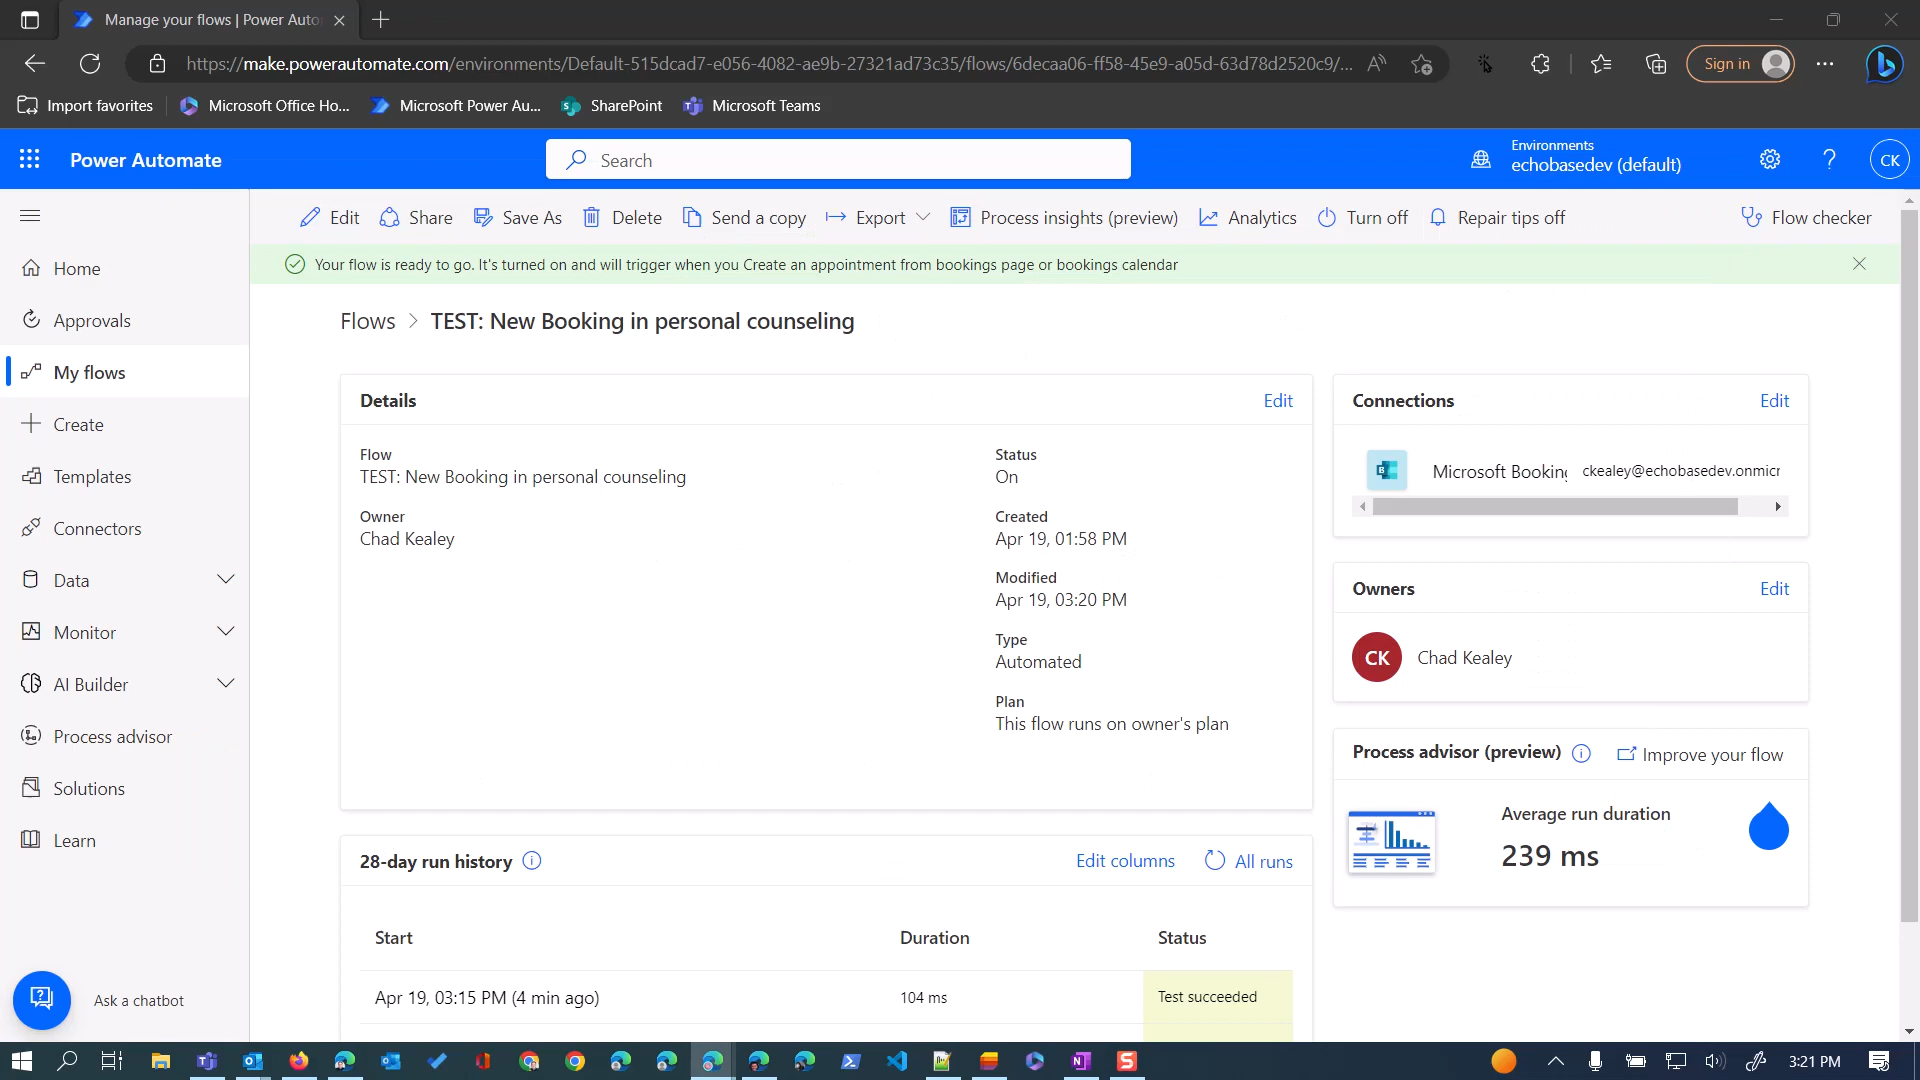 Manage your flows | Power Auto
https://make.powerautomate.com/environments/Default-515dcad7-e056-4082-ae9b-27321ad73c35/flows/6decaa06-ff58-45e9-a05d-63d78d2520c9/...
Sign in
Import favorites
Microsoft Office Ho...
Microsoft Power Au...
SharePoint
Microsoft Teams
Power Automate
Search
Environments
echobasedev (default)
CK
Edit
Share
Save As
Delete
Send a copy
Export
Process insights (preview)
Analytics
Turn off
Repair tips off
Flow checker
Your flow is ready to go. It's turned on and will trigger when you Create an appointment from bookings page or bookings calendar
Home
Approvals
My flows
Create
Templates
Connectors
Data
Monitor
AI Builder
Process advisor
Solutions
Learn
Ask a chatbot
Flows > TEST: New Booking in personal counseling
Details
Edit
Flow
TEST: New Booking in personal counseling
Owner
Chad Kealey
Status
On
Created
Apr 19, 01:58 PM
Modified
Apr 19, 03:20 PM
Type
Automated
Plan
This flow runs on owner's plan
Connections
Edit
Microsoft Booking
ckealey@echobasedev.onmicr
Owners
Edit
CK
Chad Kealey
Process advisor (preview)
Improve your flow
Average run duration
239 ms
28-day run history
Edit columns
All runs
Start
Duration
Status
Apr 19, 03:15 PM (4 min ago)
104 ms
Test succeeded
3:21 PM